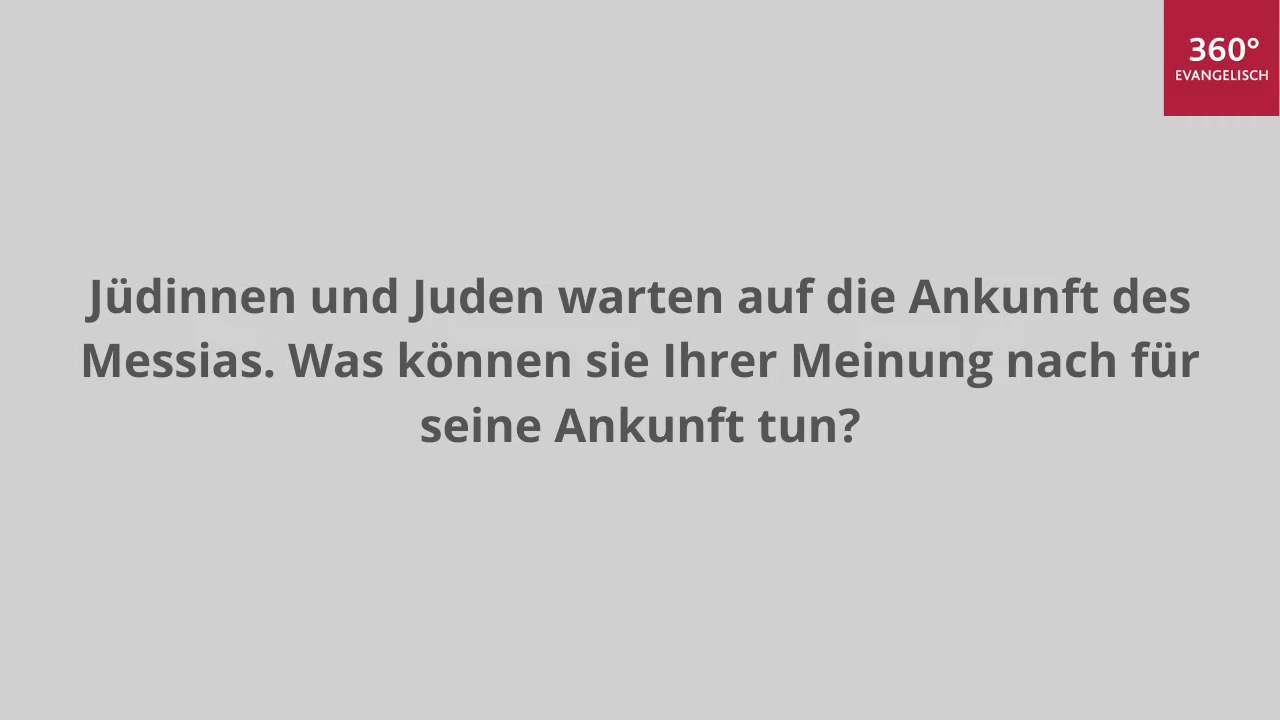 360°
EVANGELISCH
Jüdinnen und Juden warten auf die Ankunft des
Messias. Was können sie Ihrer Meinung nach für
seine Ankunft tun?